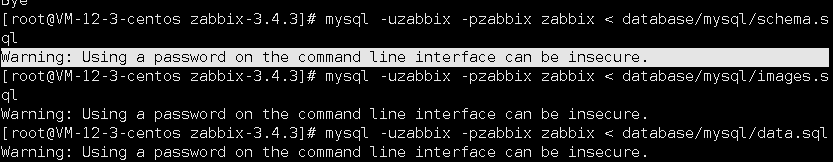 Bye
[root@VM-12-3-centos zabbix-3.4.3]# mysql -uzabbix -pzabbix zabbix < database/mysql/schema.s
ql
Warning: Using a password on the command line interface can be insecure.
[root@VM-12-3-centos zabbix-3.4.3]# mysql -uzabbix -pzabbix zabbix < database/mysql/images.s
ql
Warning: Using a password on the command line interface can be insecure.
[root@VM-12-3-centos zabbix-3.4.3]# mysql -uzabbix -pzabbix zabbix < database/mysql/data.sql
Warning: Using a password on the command line interface can be insecure.